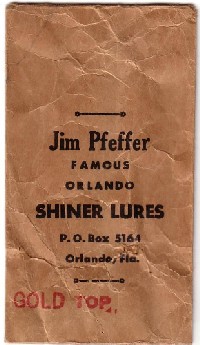 Jim Pfeffer
FAMOUS
ORLANDO
SHINER LURES
P.O. Box 5164
Orlando, Fla.
GOLD TOP.